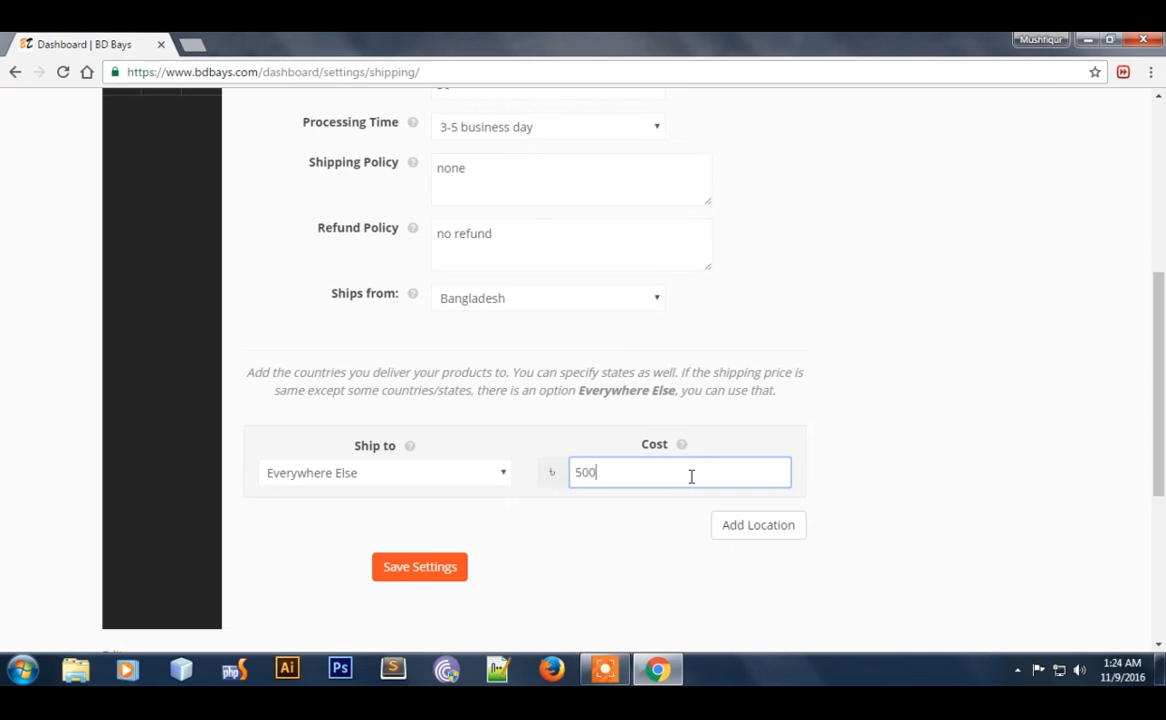 Dashboard | BD Bays
Mushfiqur
https://www.bdbays.com/dashboard/settings/shipping/
Processing Time
3-5 business day
Shipping Policy
none
Refund Policy
no refund
Ships from:
Bangladesh
Add the countries you deliver your products to. You can specify states as well. If the shipping price is
same except some countries/states, there is an option Everywhere Else, you can use that.
Ship to
Cost
Everywhere Else
৳
500
Add Location
Save Settings
php
Ai
Ps
S
1:24 AM
11/9/2016